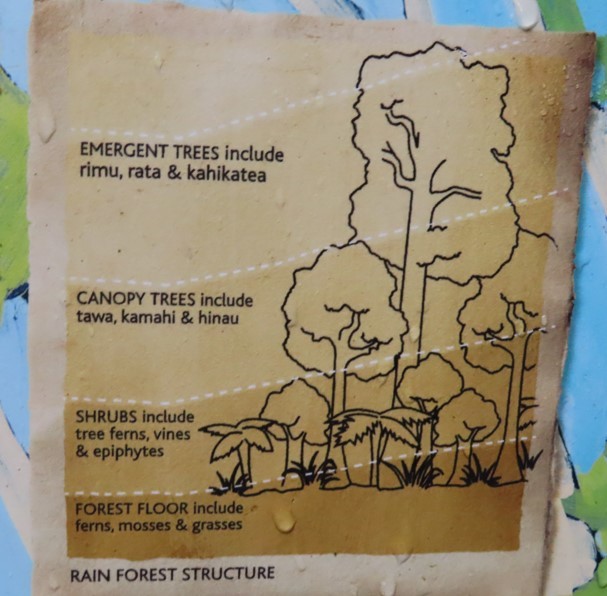 EMERGENT TREES include
rimu, rata & kahikatea
CANOPY TREES include
tawa, kamahi & hinau
SHRUBS include
tree ferns, vines
& epiphytes
FOREST FLOOR include
ferns, mosses & grasses
RAIN FOREST STRUCTURE